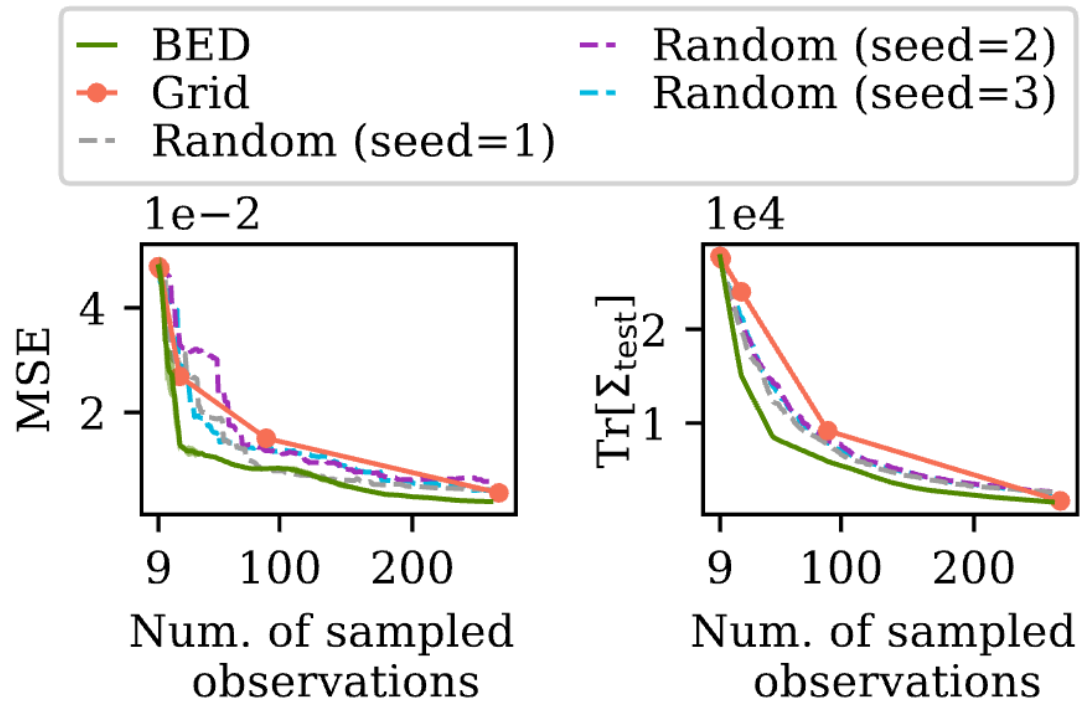 BED
Grid
Random (seed=1)
Random (seed=2)
Random (seed=3)
1e−2
MSE
4
2
9 100 200
Num. of sampled
observations
1e4
Tr[Σtest]
2
1
9 100 200
Num. of sampled
observations